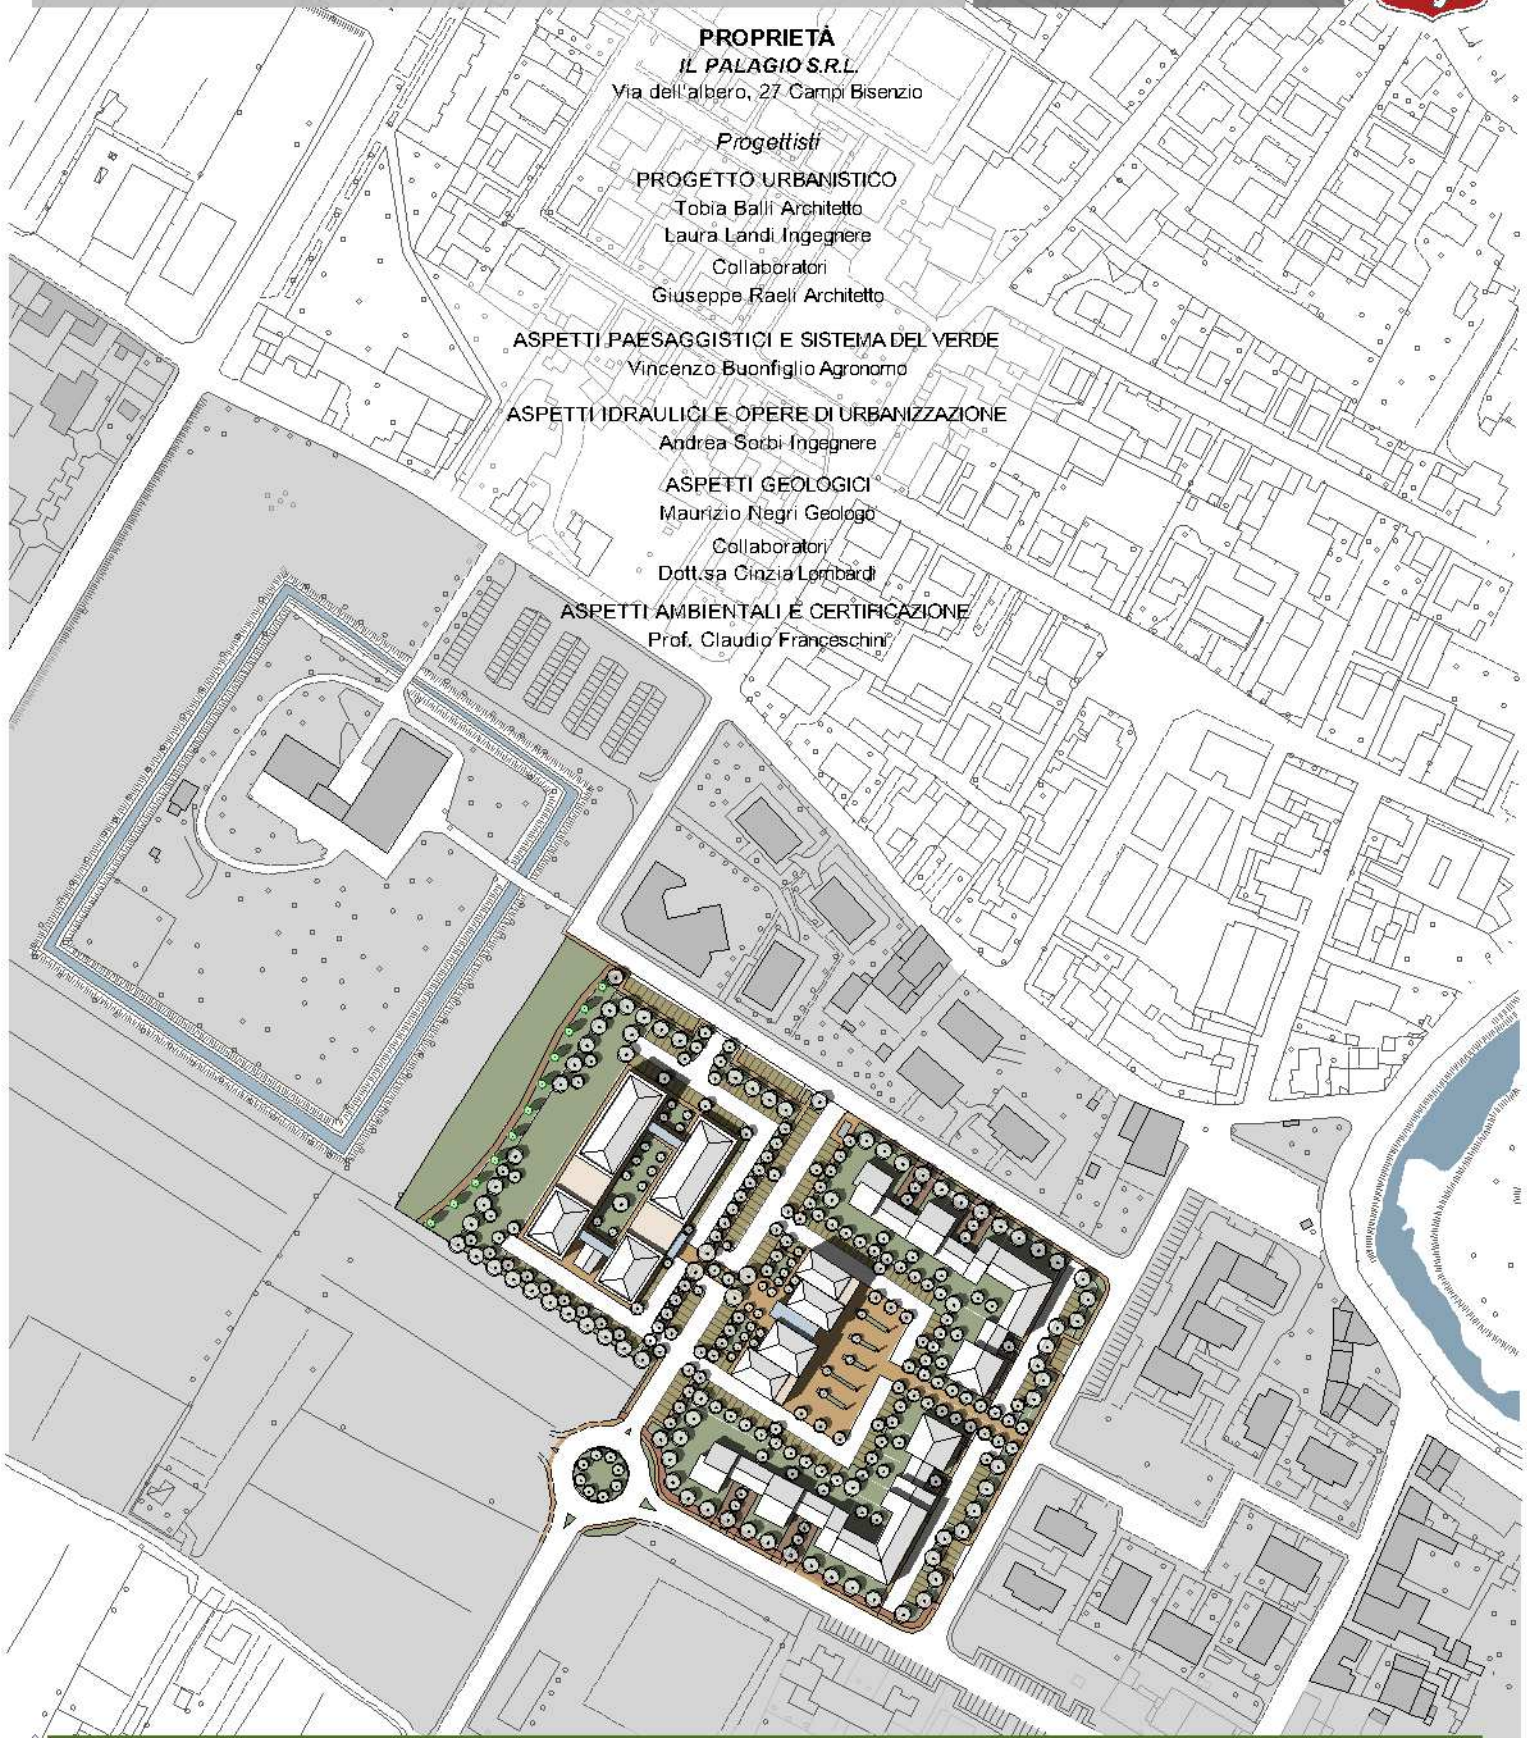 PROPRIETÀ
IL PALAGIO S.R.L.
Via dell'albero, 27 Campi Bisenzio
Progettisti
PROGETTO URBANISTICO
Tobia Balli Architetto
Laura Landi Ingegnere
Collaboratori
Giuseppe Raeli Architetto
ASPETTI PAESAGGISTICI E SISTEMA DEL VERDE
Vincenzo Buonfiglio Agronomo
ASPETTI IDRAULICI E OPERE DI URBANIZZAZIONE
Andrea Sorbi Ingegnere
ASPETTI GEOLOGICI
Maurizio Negri Geologo
Collaboratori
Dott.sa Cinzia Lombardi
ASPETTI AMBIENTALI E CERTIFICAZIONE
Prof. Claudio Franceschini